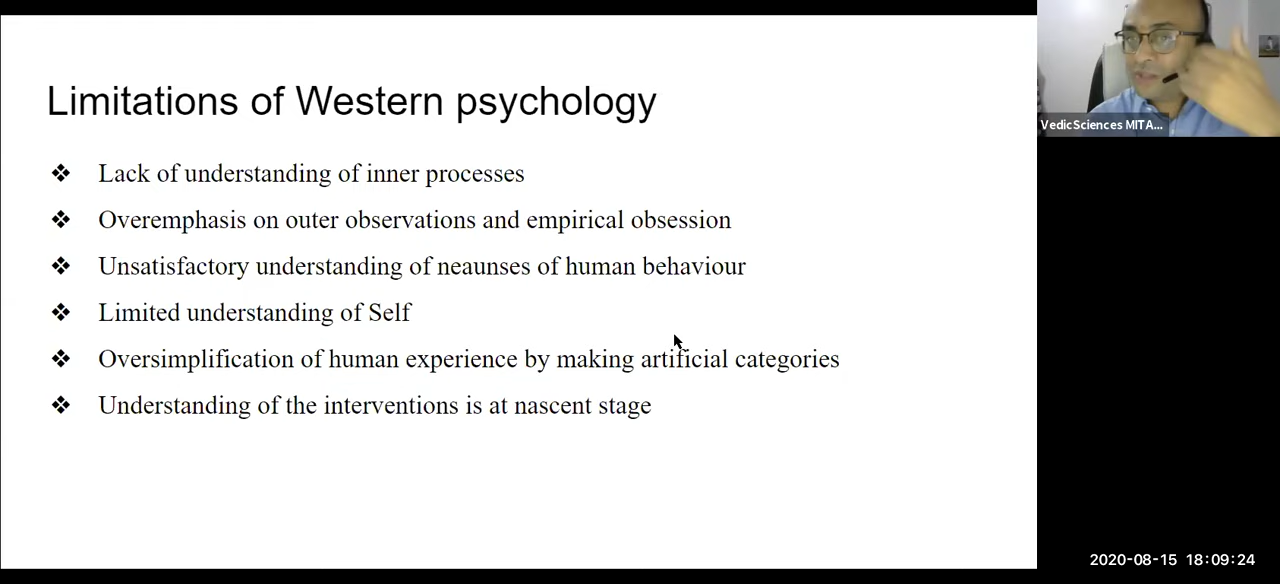 Limitations of Western psychology
❖ Lack of understanding of inner processes
❖ Overemphasis on outer observations and empirical obsession
❖ Unsatisfactory understanding of neaunses of human behaviour
❖ Limited understanding of Self
❖ Oversimplification of human experience by making artificial categories
❖ Understanding of the interventions is at nascent stage
VedicSciences MITA...
2020-08-15 18:09:24